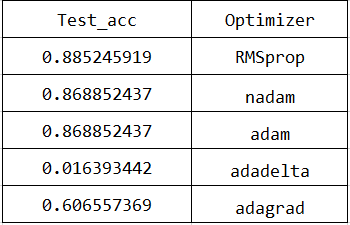 Test_acc Optimizer
0.885245919 RMSprop
0.868852437 nadam
0.868852437 adam
0.016393442 adadelta
0.606557369 adagrad